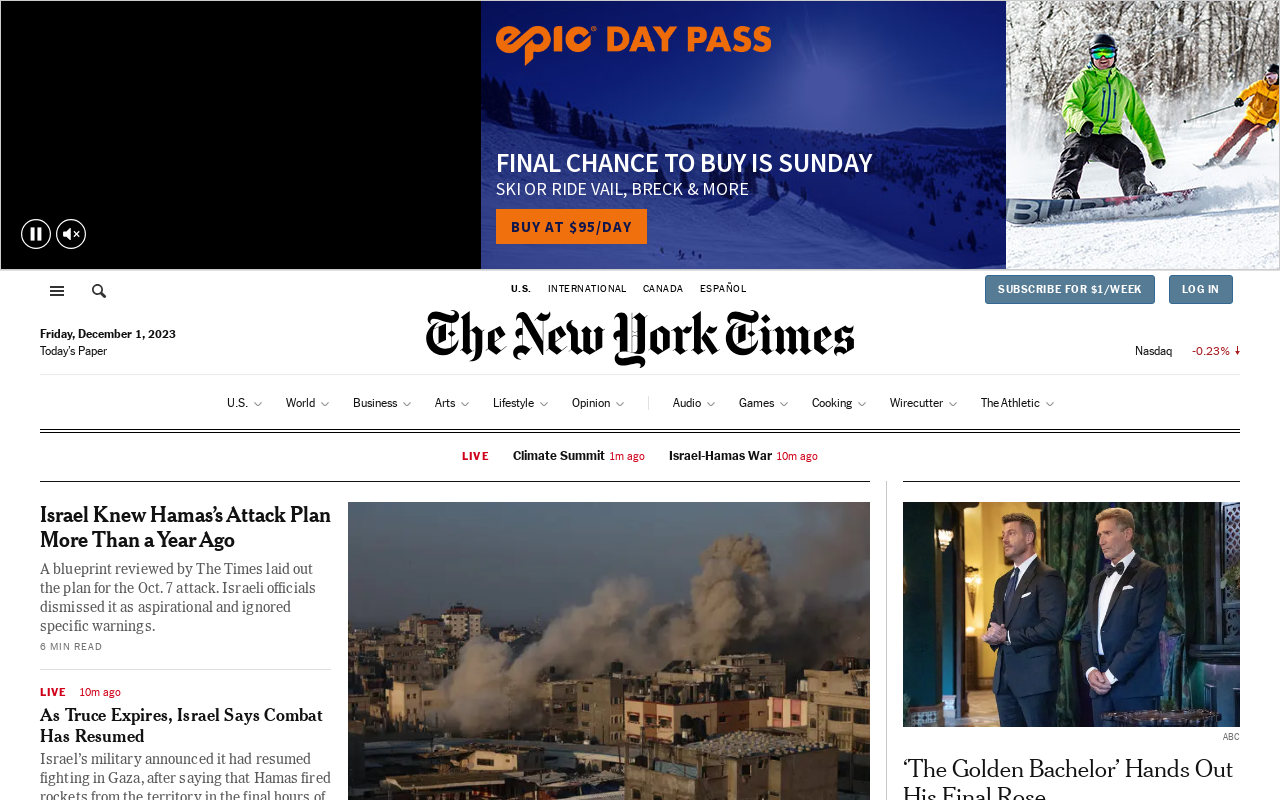 epic DAY PASS
FINAL CHANCE TO BUY IS SUNDAY
SKI OR RIDE VAIL, BRECK & MORE
BUY AT $95/DAY
U.S. INTERNATIONAL CANADA ESPAÑOL
SUBSCRIBE FOR $1/WEEK LOG IN
Friday, December 1, 2023
Today's Paper
The New York Times
Nasdaq -0.23%
U.S. World Business Arts Lifestyle Opinion Audio Games Cooking Wirecutter The Athletic
LIVE Climate Summit 1m ago Israel-Hamas War 10m ago
Israel Knew Hamas’s Attack Plan
More Than a Year Ago
A blueprint reviewed by The Times laid out
the plan for the Oct. 7 attack. Israeli officials
dismissed it as aspirational and ignored
specific warnings.
6 MIN READ
LIVE 10m ago
As Truce Expires, Israel Says Combat
Has Resumed
Israel’s military announced it had resumed
fighting in Gaza, after saying that Hamas fired
rockets from the territory in the final hours of
ABC
‘The Golden Bachelor’ Hands Out
His Final Rose